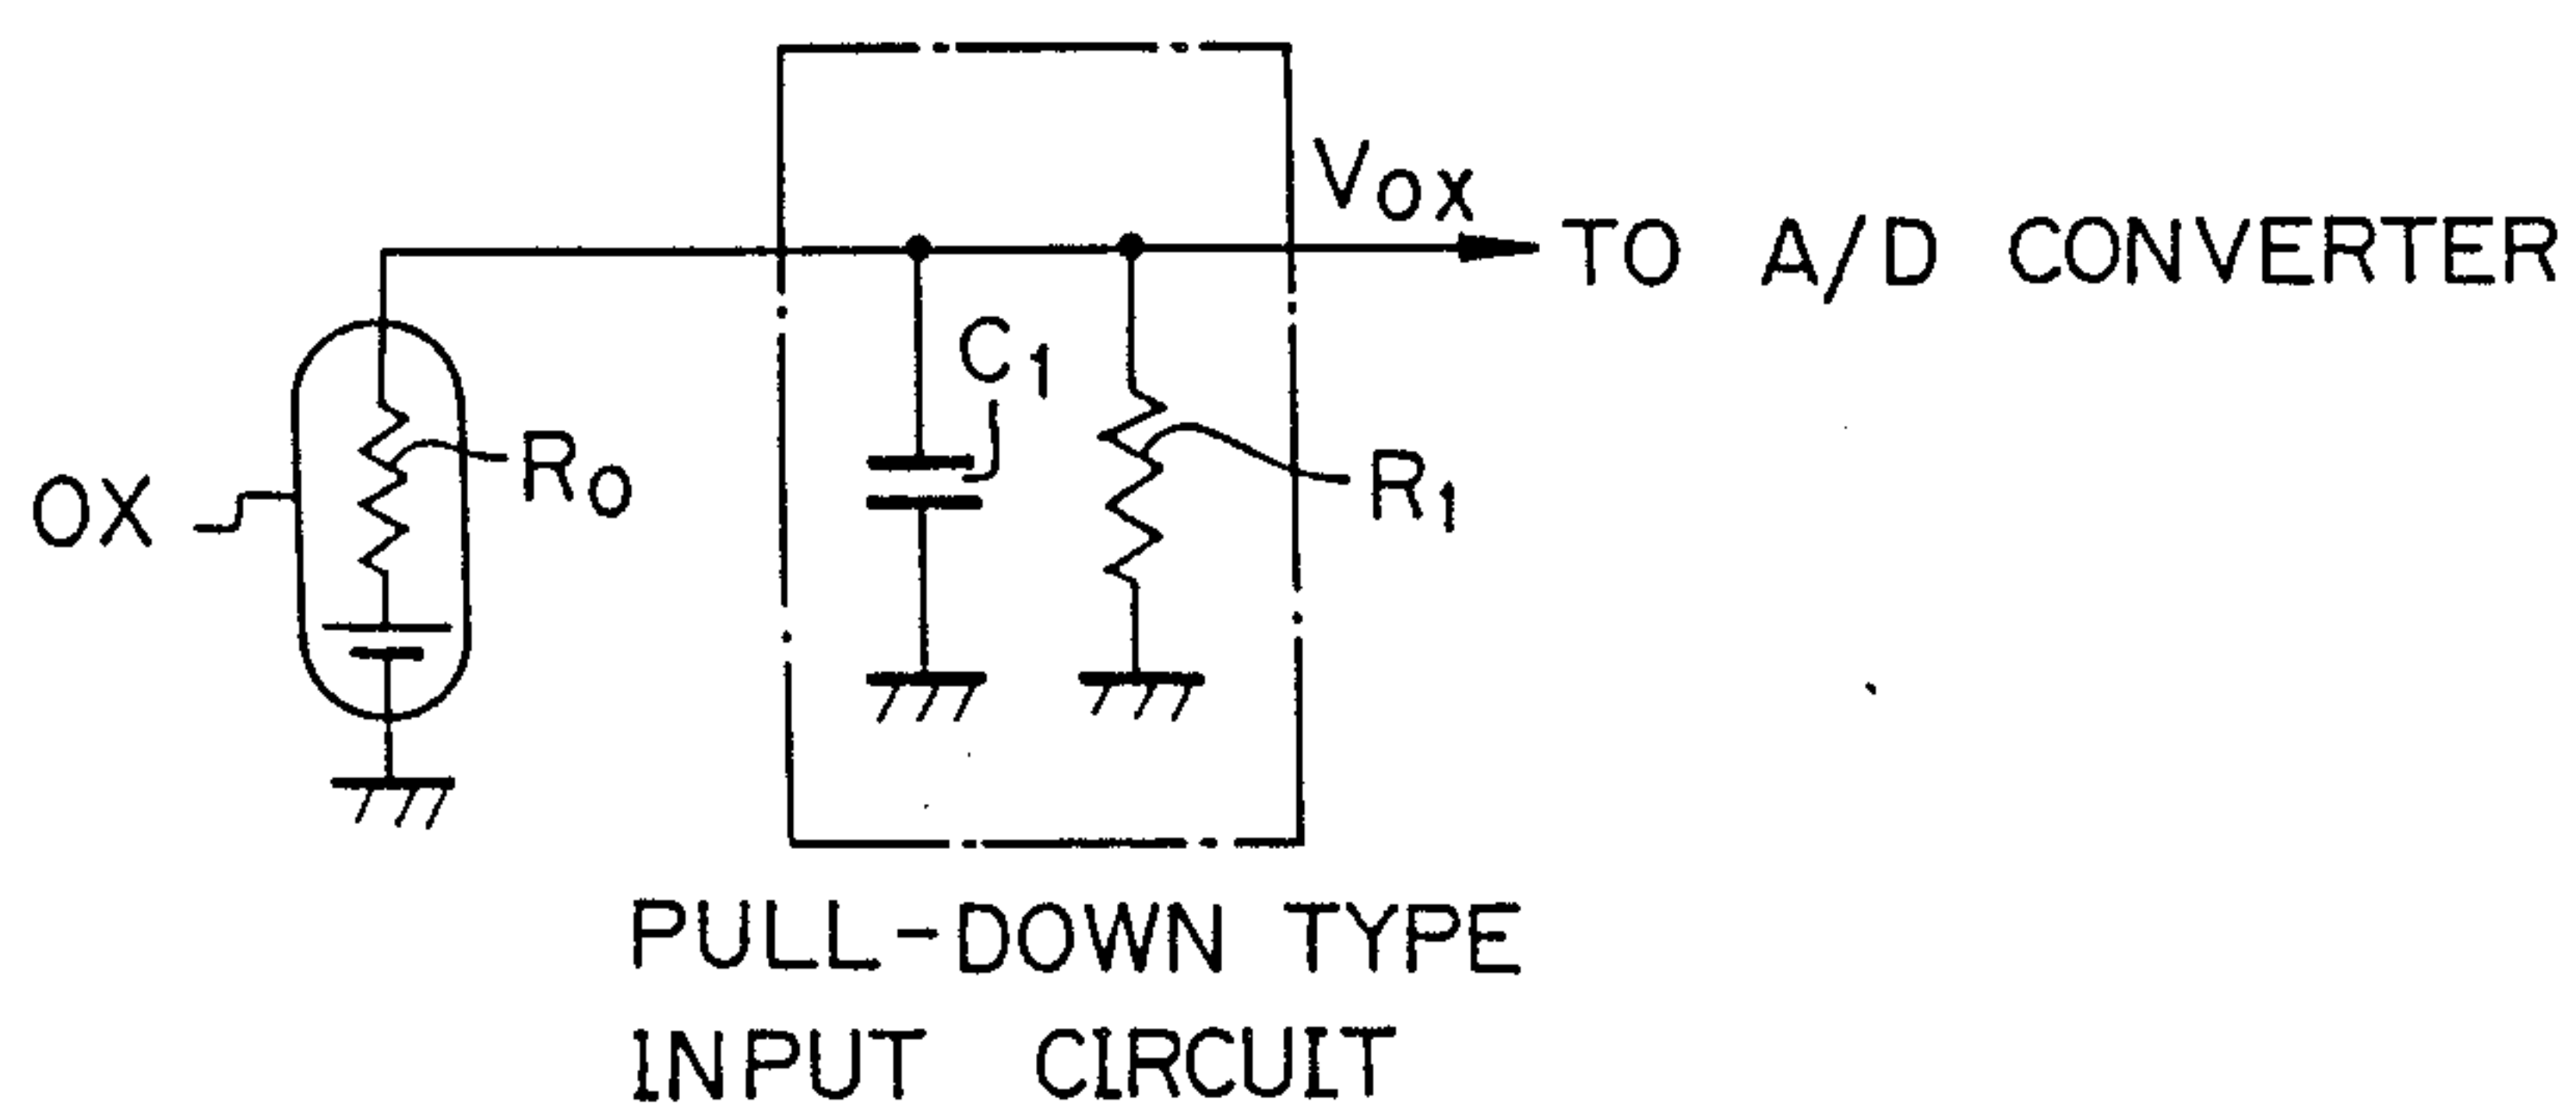 VOX
TO A/D CONVERTER
C1
OX
R0
R1
PULL-DOWN TYPE
INPUT CIRCUIT